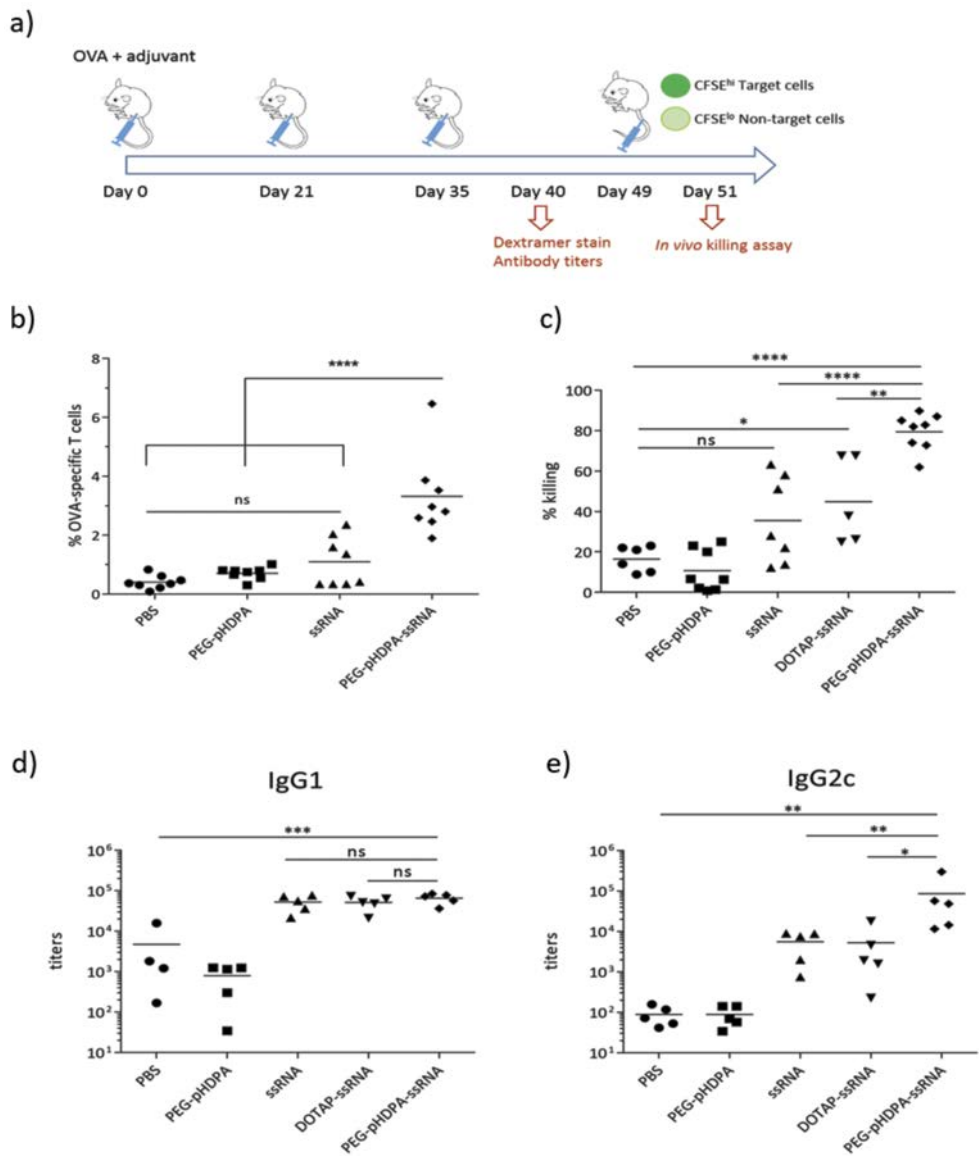 a)
OVA + adjuvant
CFSEʰⁱ Target cells
CFSEˡᵒ Non-target cells
Day 0
Day 21
Day 35
Day 40
Day 49
Day 51
Dextramer stain
Antibody titers
In vivo killing assay
b)
% OVA-specific T cells
8
6
4
2
0
****
ns
PBS
PEG-pHDPA
ssRNA
PEG-pHDPA-ssRNA
c)
% killing
100
80
60
40
20
0
****
****
**
*
ns
PBS
PEG-pHDPA
ssRNA
DOTAP-ssRNA
PEG-pHDPA-ssRNA
d)
IgG1
titers
10⁶
10⁵
10⁴
10³
10²
10¹
***
ns
ns
PBS
PEG-pHDPA
ssRNA
DOTAP-ssRNA
PEG-pHDPA-ssRNA
e)
IgG2c
titers
10⁶
10⁵
10⁴
10³
10²
10¹
**
**
*
PBS
PEG-pHDPA
ssRNA
DOTAP-ssRNA
PEG-pHDPA-ssRNA